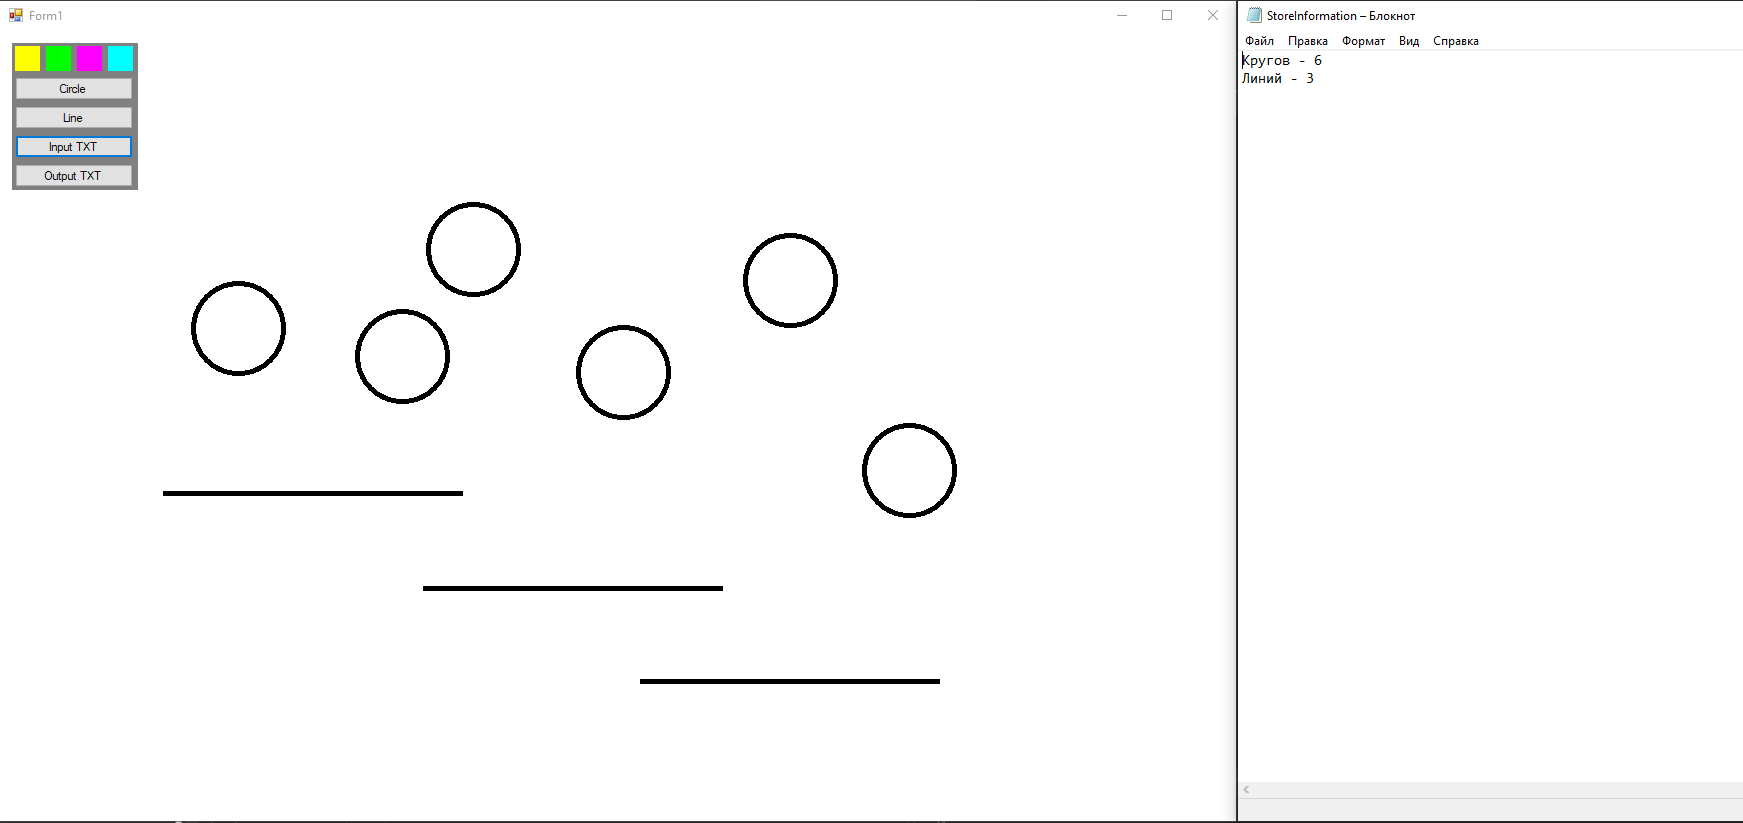 Form1
Circle
Line
Input TXT
Output TXT
StoreInformation – Блокнот
Файл Правка Формат Вид Справка
Кругов - 6
Линий - 3